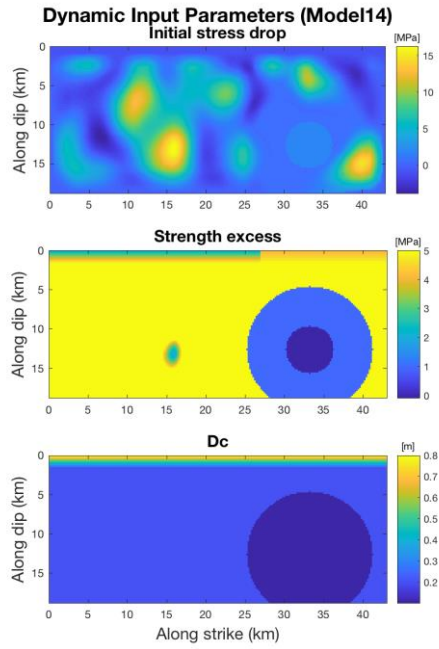 Dynamic Input Parameters (Model14)
Initial stress drop
[MPa]
Along dip (km)
0
5
10
15
0 5 10 15 20 25 30 35 40
15
10
5
0
Strength excess
[MPa]
Along dip (km)
0
5
10
15
0 5 10 15 20 25 30 35 40
5
4
3
2
1
0
Dc
[m]
Along dip (km)
0
5
10
15
0 5 10 15 20 25 30 35 40
0.8
0.7
0.6
0.5
0.4
0.3
0.2
Along strike (km)